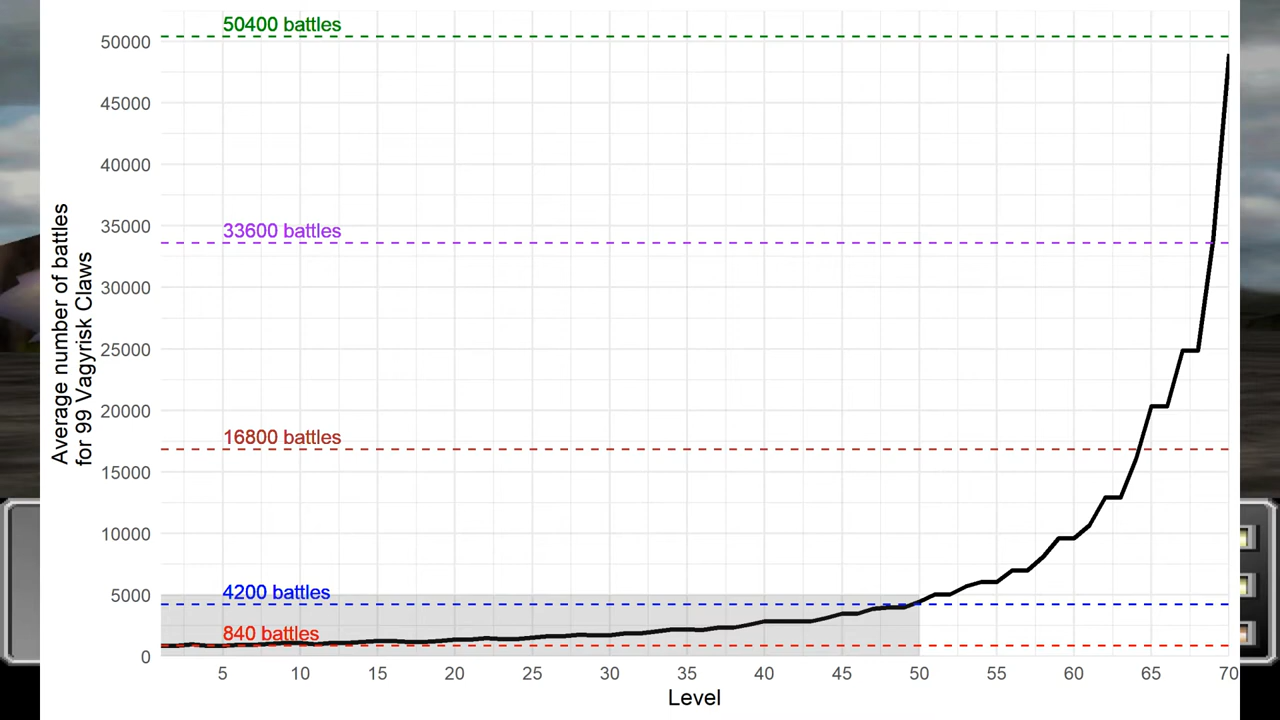 50400 battles
50000
45000
40000
35000
33600 battles
30000
25000
20000
16800 battles
15000
10000
5000
4200 battles
840 battles
0
Average number of battles
for 99 Vagyrisk Claws
5 10 15 20 25 30 35 40 45 50 55 60 65 70
Level